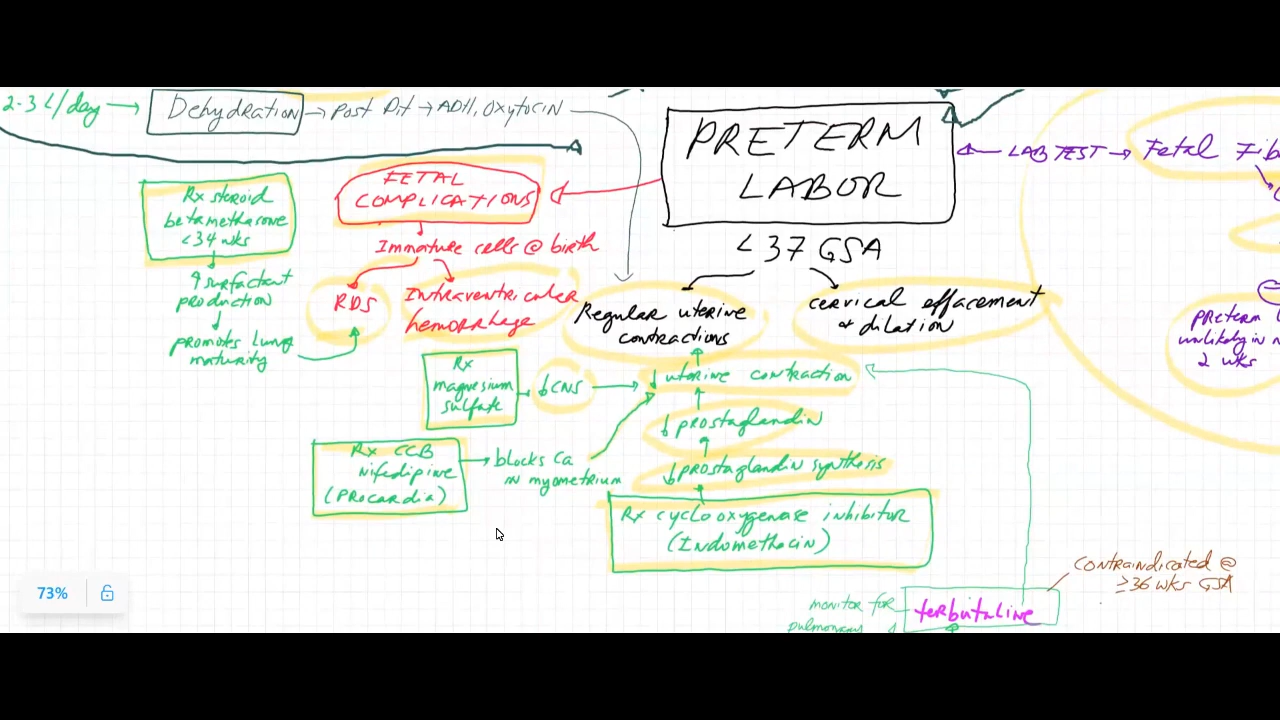 2-3 L/day → Dehydration → Post Pit → ADH, Oxytocin
PRETERM
LABOR
< 37 GSA
← LAB TEST → Fetal Fib
Rx steroid
betamethasone
<34 wks
↑ surfactant
production
promotes lung
maturity
FETAL
COMPLICATIONS
Immature cells @ birth
RDS
Intraventricular
hemorrhage
Regular uterine
contractions
cervical effacement
+ dilation
PRETERM
unlikely in
2 wks
Rx
magnesium
sulfate
↓ CNS
↓ uterine contraction
↓ prostaglandin
↓ prostaglandin synthesis
Rx CCB
nifedipine
(Procardia)
blocks Ca
in myometrium
Rx cyclooxygenase inhibitor
(Indomethocin)
contraindicated @
≥36 wks GSA
monitor for
pulmonary
terbutaline
73%